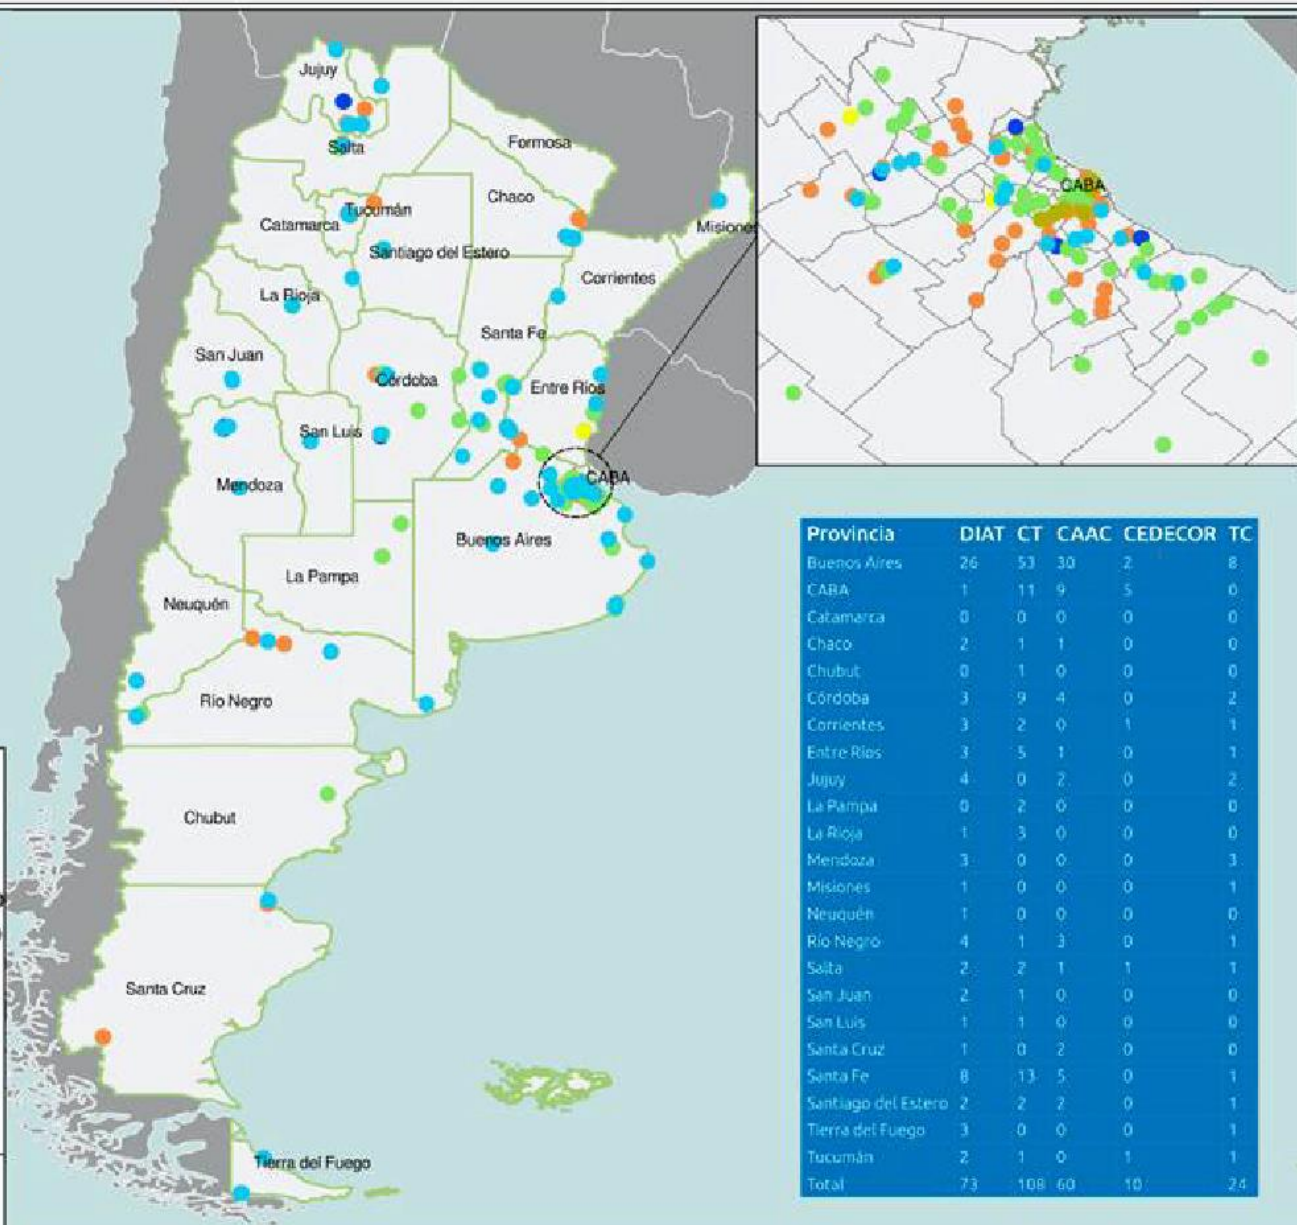 Jujuy
Salta
Formosa
Chaco
Tucumán
Catamarca
Misione
Santiago del Estero
Corrientes
La Rioja
Santa Fe
San Juan
Córdoba
Entre Ríos
San Luis
Mendoza
CABA
Buenos Aires
La Pampa
Neuquén
Río Negro
Chubut
Santa Cruz
Tierra del Fuego
CABA
Provincia DIAT CT CAAC CEDECOR TC
Buenos Aires 26 53 30 2 8
CABA 1 11 9 5 0
Catamarca 0 0 0 0 0
Chaco 2 1 1 0 0
Chubut 0 1 0 0 0
Córdoba 3 9 4 0 2
Corrientes 3 2 0 1 1
Entre Ríos 3 5 1 0 1
Jujuy 4 0 2 0 2
La Pampa 0 2 0 0 0
La Rioja 1 3 0 0 0
Mendoza 3 0 0 0 3
Misiones 1 0 0 0 1
Neuquén 1 0 0 0 0
Río Negro 4 1 3 0 1
Salta 2 2 1 1 1
San Juan 2 1 0 0 0
San Luis 1 1 0 0 0
Santa Cruz 1 0 2 0 0
Santa Fe 8 13 5 0 1
Santiago del Estero 2 2 2 0 1
Tierra del Fuego 3 0 0 0 1
Tucumán 2 1 0 1 1
Total 73 108 60 10 24